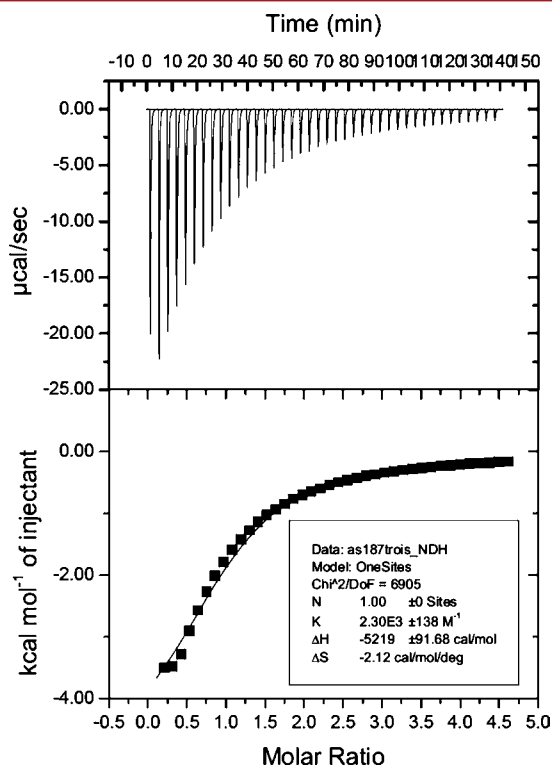 Time (min)
-10 0 10 20 30 40 50 60 70 80 90 100 110 120 130 140 150
0.00
-5.00
-10.00
-15.00
-20.00
-25.00
µcal/sec
0.00
-2.00
-4.00
kcal mol⁻¹ of injectant
Data: as187trois_NDH
Model: OneSites
Chi^2/DoF = 6905
N 1.00 ±0 Sites
K 2.30E3 ±138 M⁻¹
ΔH -5219 ±91.68 cal/mol
ΔS -2.12 cal/mol/deg
-0.5 0.0 0.5 1.0 1.5 2.0 2.5 3.0 3.5 4.0 4.5 5.0
Molar Ratio